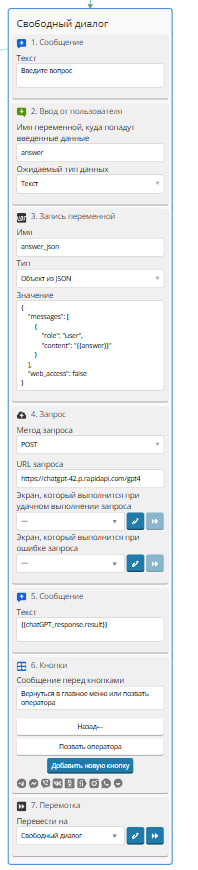 Свободный диалог
1. Сообщение
Текст
Введите вопрос
2. Ввод от пользователя
Имя переменной, куда попадут
введенные данные
answer
Ожидаемый тип данных
Текст
3. Запись переменной
Имя
answer_json
Тип
Объект из JSON
Значение
{
"messages": [
{
"role": "user",
"content": "{{answer}}"
}
],
"web_access": false
}
4. Запрос
Метод запроса
POST
URL запроса
https://chatgpt-42.p.rapidapi.com/gpt4
Экран, который выполнится при
удачном выполнении запроса
—
Экран, который выполнится при
ошибке запроса
—
5. Сообщение
Текст
{{chatGPT_response.result}}
6. Кнопки
Сообщение перед кнопками
Вернуться в главное меню или позвать
оператора
Назад←
Позвать оператора
Добавить новую кнопку
7. Перемотка
Перевести на
Свободный диалог